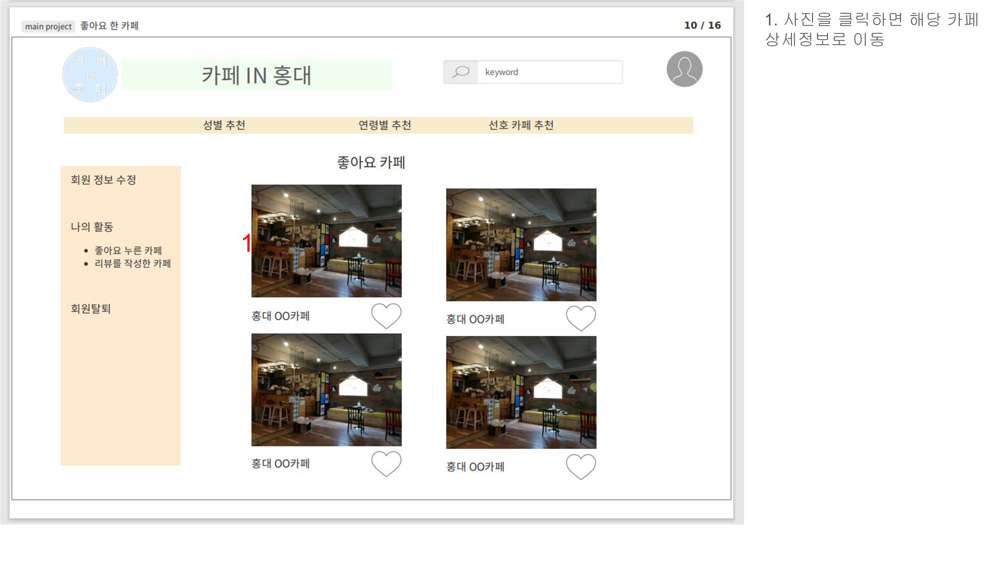 main project 좋아요 한 카페
10 / 16
1. 사진을 클릭하면 해당 카페
상세정보로 이동
카 페
IN
홍 대
카페 IN 홍대
keyword
성별 추천 연령별 추천 선호 카페 추천
좋아요 카페
회원 정보 수정
나의 활동
• 좋아요 누른 카페
• 리뷰를 작성한 카페
회원탈퇴
1
홍대 OO카페
홍대 OO카페
홍대 OO카페
홍대 OO카페